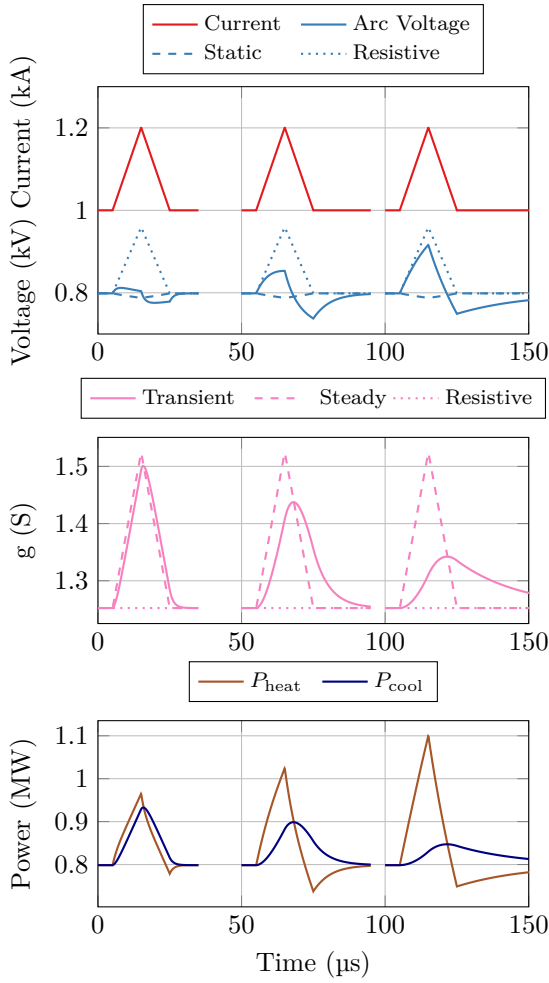 Current Arc Voltage
Static Resistive
Voltage (kV) Current (kA)
1.2
1
0.8
0 50 100 150
Transient Steady Resistive
g (S)
1.5
1.4
1.3
0 50 100 150
P_heat P_cool
Power (MW)
1.1
1
0.9
0.8
0 50 100 150
Time (µs)